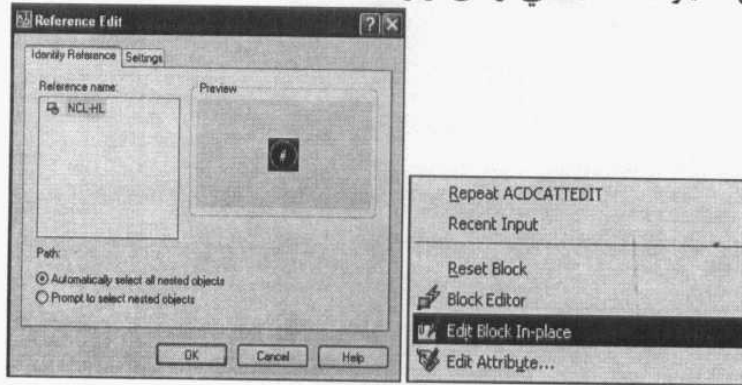 Reference Edit
Identify Reference
Settings
Reference name:
NCL-HL
Preview
Path:
Automatically select all nested objects
Prompt to select nested objects
OK
Cancel
Help
Repeat ACDCATTEDIT
Recent Input
Reset Block
Block Editor
Edit Block In-place
Edit Attribute...